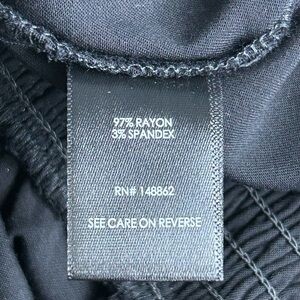 97% RAYON
3% SPANDEX
RN# 148862
SEE CARE ON REVERSE